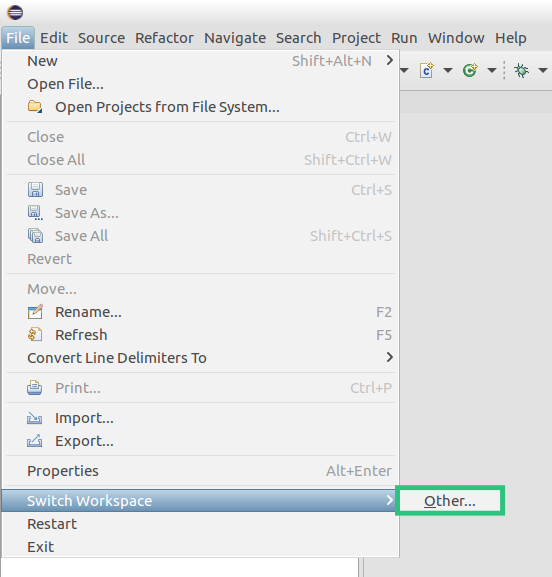 File Edit Source Refactor Navigate Search Project Run Window Help
New Shift+Alt+N
Open File...
Open Projects from File System...
Close Ctrl+W
Close All Shift+Ctrl+W
Save Ctrl+S
Save As...
Save All Shift+Ctrl+S
Revert
Move...
Rename... F2
Refresh F5
Convert Line Delimiters To
Print... Ctrl+P
Import...
Export...
Properties Alt+Enter
Switch Workspace Other...
Restart
Exit